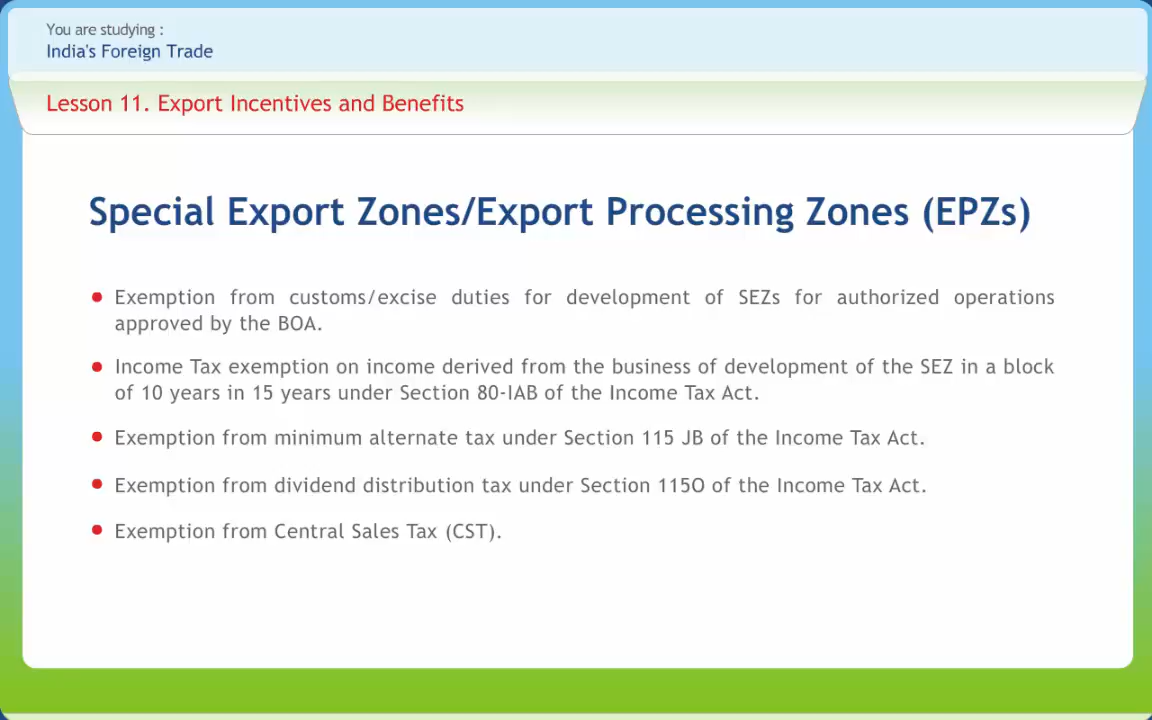 You are studying :
India's Foreign Trade
Lesson 11. Export Incentives and Benefits
Special Export Zones/Export Processing Zones (EPZs)
Exemption from customs/excise duties for development of SEZs for authorized operations
approved by the BOA.
Income Tax exemption on income derived from the business of development of the SEZ in a block
of 10 years in 15 years under Section 80-IAB of the Income Tax Act.
Exemption from minimum alternate tax under Section 115 JB of the Income Tax Act.
Exemption from dividend distribution tax under Section 115O of the Income Tax Act.
Exemption from Central Sales Tax (CST).